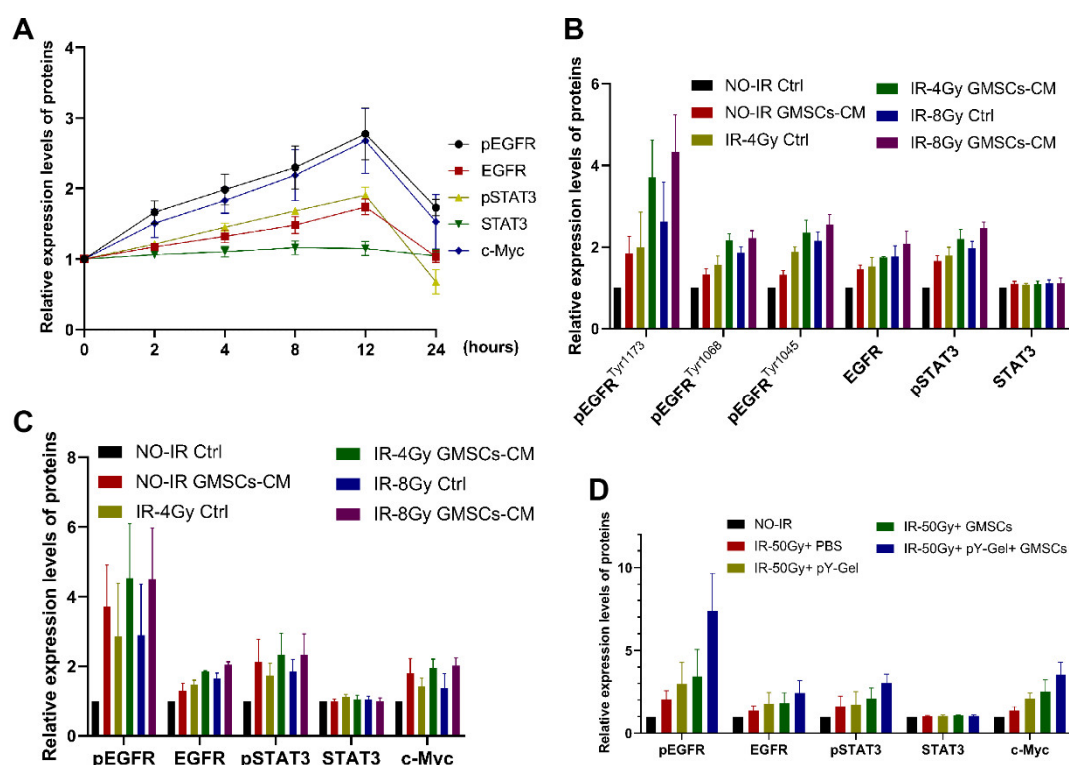 A
Relative expression levels of proteins
4
3
2
1
0
0 2 4 8 12 24 (hours)
pEGFR
EGFR
pSTAT3
STAT3
c-Myc
B
Relative expression levels of proteins
6
4
2
0
NO-IR Ctrl
NO-IR GMSCs-CM
IR-4Gy Ctrl
IR-4Gy GMSCs-CM
IR-8Gy Ctrl
IR-8Gy GMSCs-CM
pEGFR^Tyr1173
pEGFR^Tyr1068
pEGFR^Tyr1045
EGFR
pSTAT3
STAT3
C
Relative expression levels of proteins
8
6
4
2
0
NO-IR Ctrl
NO-IR GMSCs-CM
IR-4Gy Ctrl
IR-4Gy GMSCs-CM
IR-8Gy Ctrl
IR-8Gy GMSCs-CM
pEGFR EGFR pSTAT3 STAT3 c-Myc
D
Relative expression levels of proteins
10
5
0
NO-IR
IR-50Gy+ PBS
IR-50Gy+ pY-Gel
IR-50Gy+ GMSCs
IR-50Gy+ pY-Gel+ GMSCs
pEGFR EGFR pSTAT3 STAT3 c-Myc